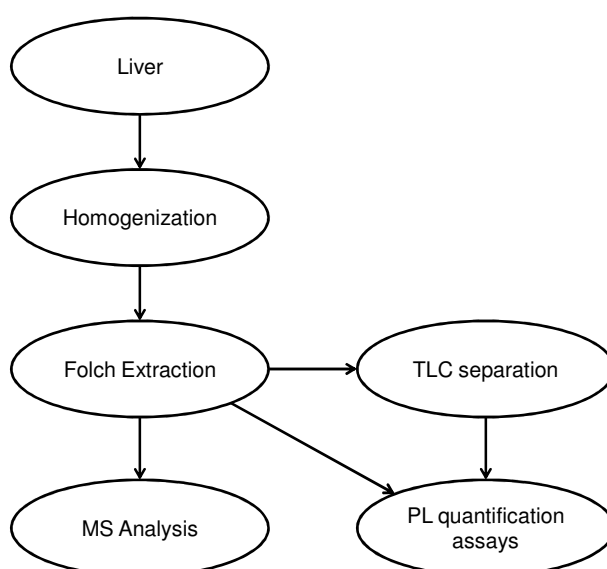 Liver
Homogenization
Folch Extraction
TLC separation
MS Analysis
PL quantification
assays